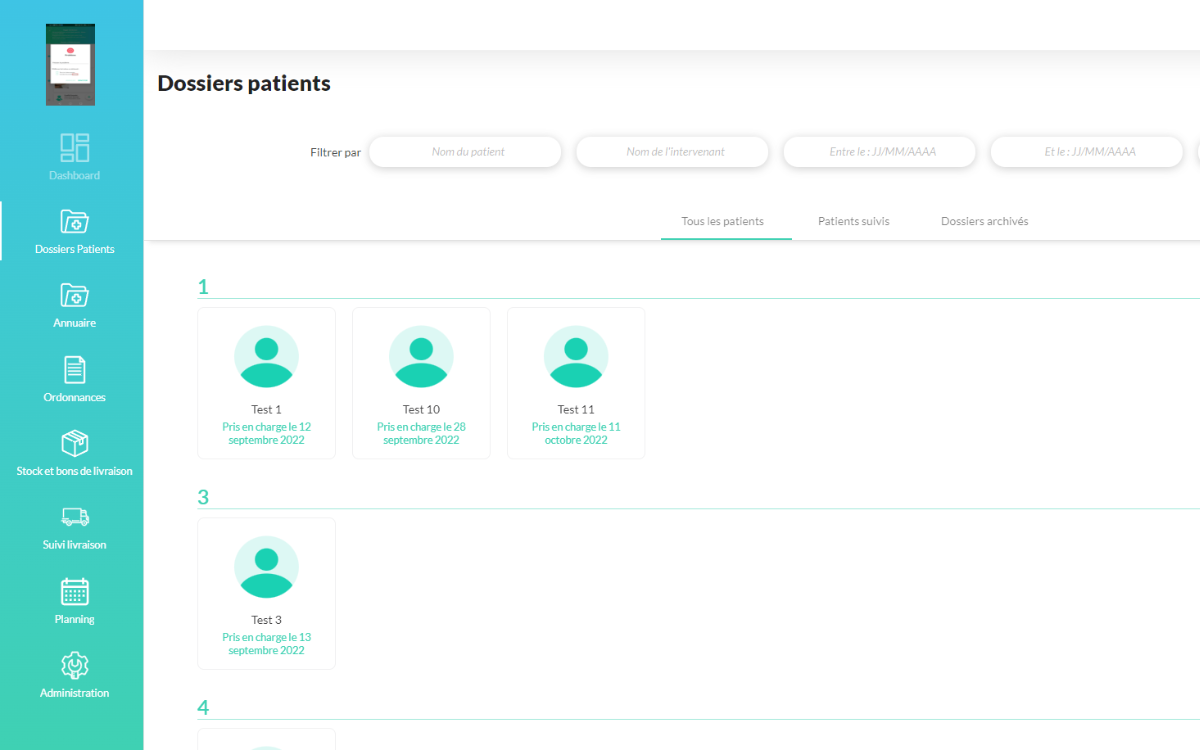 Dossiers patients
Dashboard
Dossiers Patients
Annuaire
Ordonnances
Stock et bons de livraison
Suivi livraison
Planning
Administration
Filtrer par
Nom du patient
Nom de l'intervenant
Entre le : JJ/MM/AAAA
Et le : JJ/MM/AAAA
Tous les patients
Patients suivis
Dossiers archivés
1
Test 1
Pris en charge le 12
septembre 2022
Test 10
Pris en charge le 28
septembre 2022
Test 11
Pris en charge le 11
octobre 2022
3
Test 3
Pris en charge le 13
septembre 2022
4